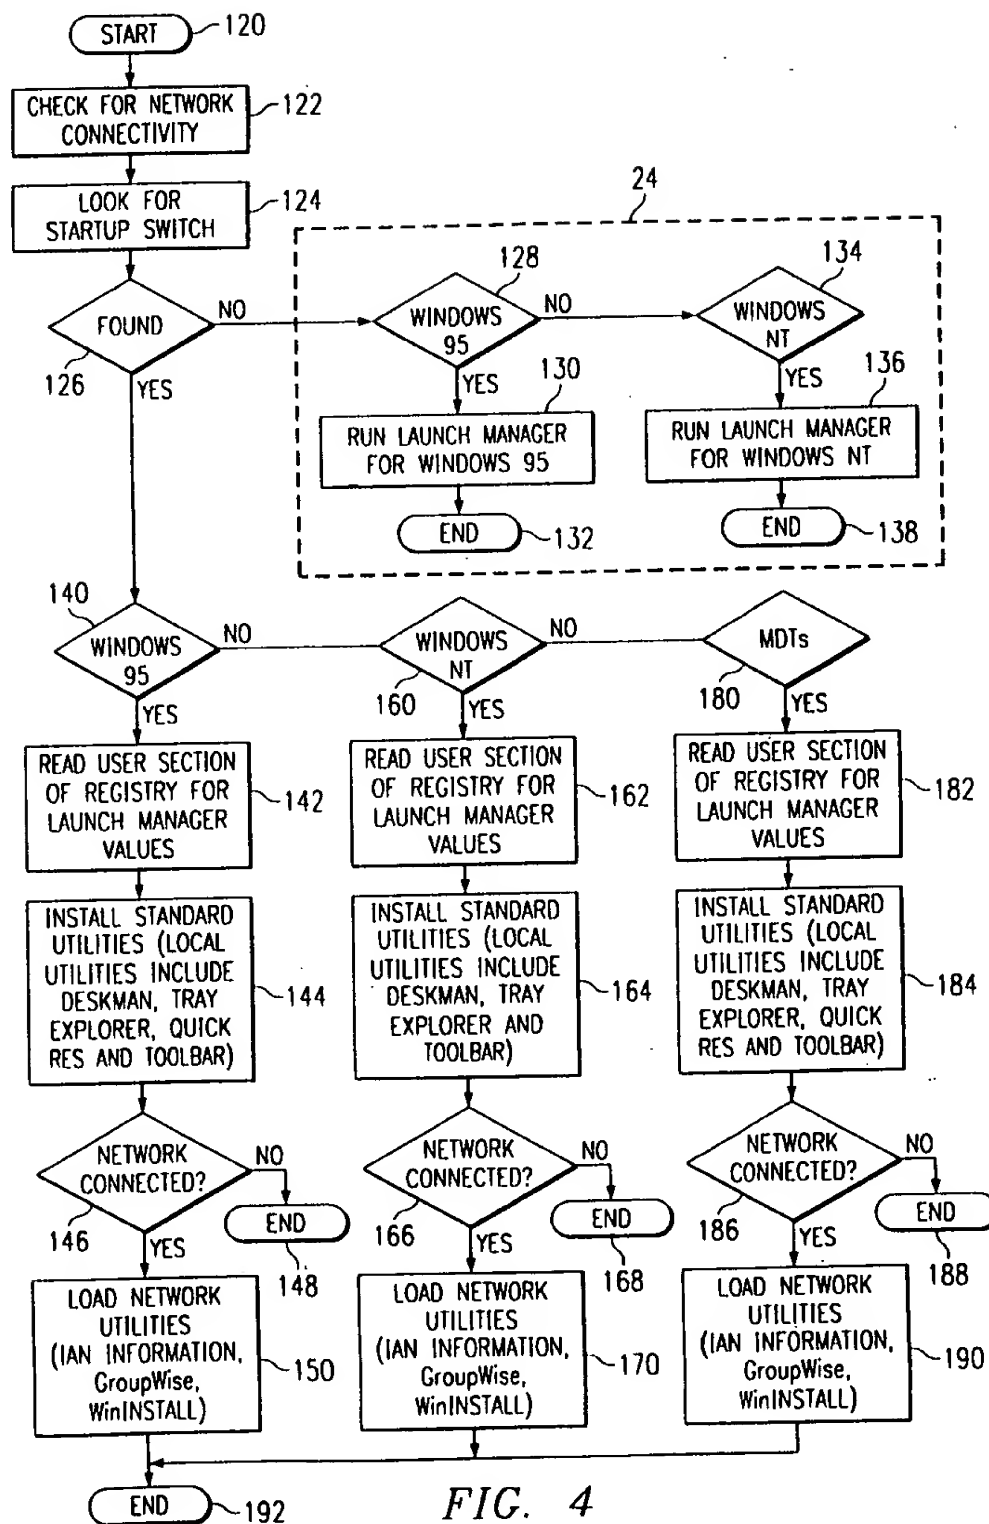 START
120
CHECK FOR NETWORK
CONNECTIVITY
122
LOOK FOR
STARTUP SWITCH
124
24
FOUND
126
NO
YES
WINDOWS
95
128
NO
YES
WINDOWS
NT
134
YES
RUN LAUNCH MANAGER
FOR WINDOWS 95
130
RUN LAUNCH MANAGER
FOR WINDOWS NT
136
END
132
END
138
140
WINDOWS
95
NO
YES
WINDOWS
NT
160
NO
YES
MDTs
180
YES
READ USER SECTION
OF REGISTRY FOR
LAUNCH MANAGER
VALUES
142
READ USER SECTION
OF REGISTRY FOR
LAUNCH MANAGER
VALUES
162
READ USER SECTION
OF REGISTRY FOR
LAUNCH MANAGER
VALUES
182
INSTALL STANDARD
UTILITIES (LOCAL
UTILITIES INCLUDE
DESKMAN, TRAY
EXPLORER, QUICK
RES AND TOOLBAR)
144
INSTALL STANDARD
UTILITIES (LOCAL
UTILITIES INCLUDE
DESKMAN, TRAY
EXPLORER AND
TOOLBAR)
164
INSTALL STANDARD
UTILITIES (LOCAL
UTILITIES INCLUDE
DESKMAN, TRAY
EXPLORER, QUICK
RES AND TOOLBAR)
184
NETWORK
CONNECTED?
146
NO
YES
END
148
NETWORK
CONNECTED?
166
NO
YES
END
168
NETWORK
CONNECTED?
186
NO
YES
END
188
LOAD NETWORK
UTILITIES
(IAN INFORMATION,
GroupWise,
WinINSTALL)
150
LOAD NETWORK
UTILITIES
(IAN INFORMATION,
GroupWise,
WinINSTALL)
170
LOAD NETWORK
UTILITIES
(IAN INFORMATION,
GroupWise,
WinINSTALL)
190
END
192
FIG. 4